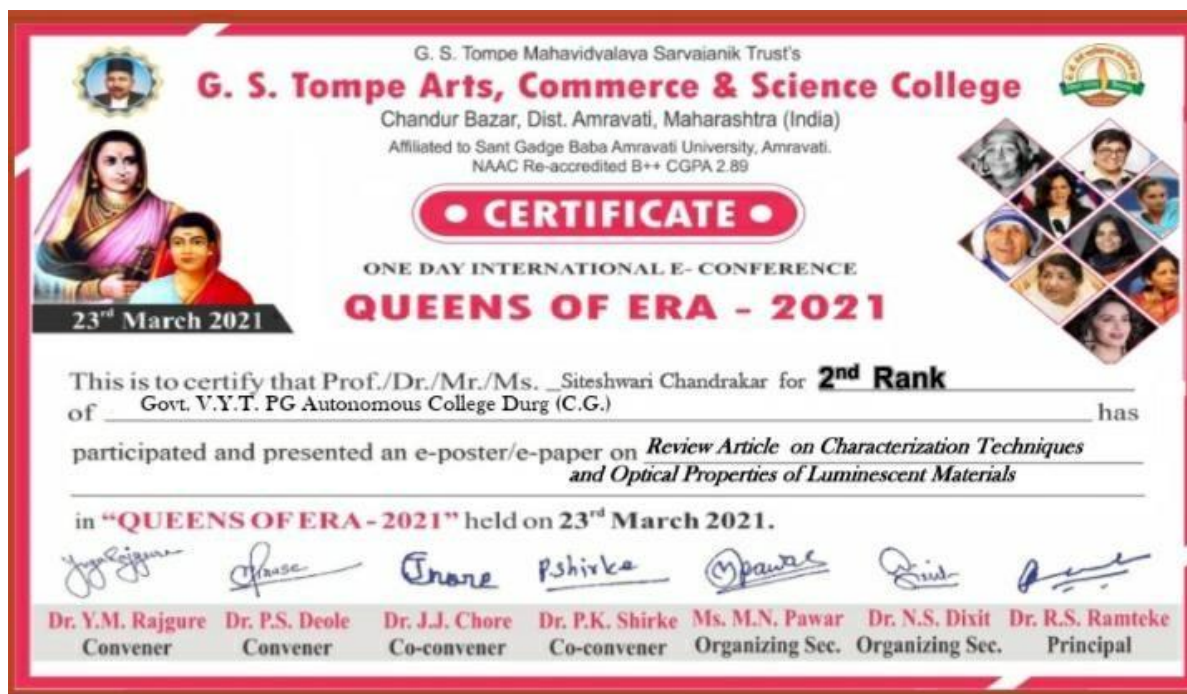 G. S. Tompe Mahavidyalaya Sarvajanik Trust's
G. S. Tompe Arts, Commerce & Science College
Chandur Bazar, Dist. Amravati, Maharashtra (India)
Affiliated to Sant Gadge Baba Amravati University, Amravati.
NAAC Re-accredited B++ CGPA 2.89
• CERTIFICATE •
ONE DAY INTERNATIONAL E- CONFERENCE
QUEENS OF ERA - 2021
23rd March 2021
This is to certify that Prof./Dr./Mr./Ms. _Siteshwari Chandrakar for 2nd Rank
of Govt. V.Y.T. PG Autonomous College Durg (C.G.) has
participated and presented an e-poster/e-paper on Review Article on Characterization Techniques
and Optical Properties of Luminescent Materials
in “QUEENS OF ERA - 2021” held on 23rd March 2021.
P.Shirke Mpawar
Dr. Y.M. Rajgure Dr. P.S. Deole Dr. J.J. Chore Dr. P.K. Shirke Ms. M.N. Pawar Dr. N.S. Dixit Dr. R.S. Ramteke
Convener Convener Co-convener Co-convener Organizing Sec. Organizing Sec. Principal